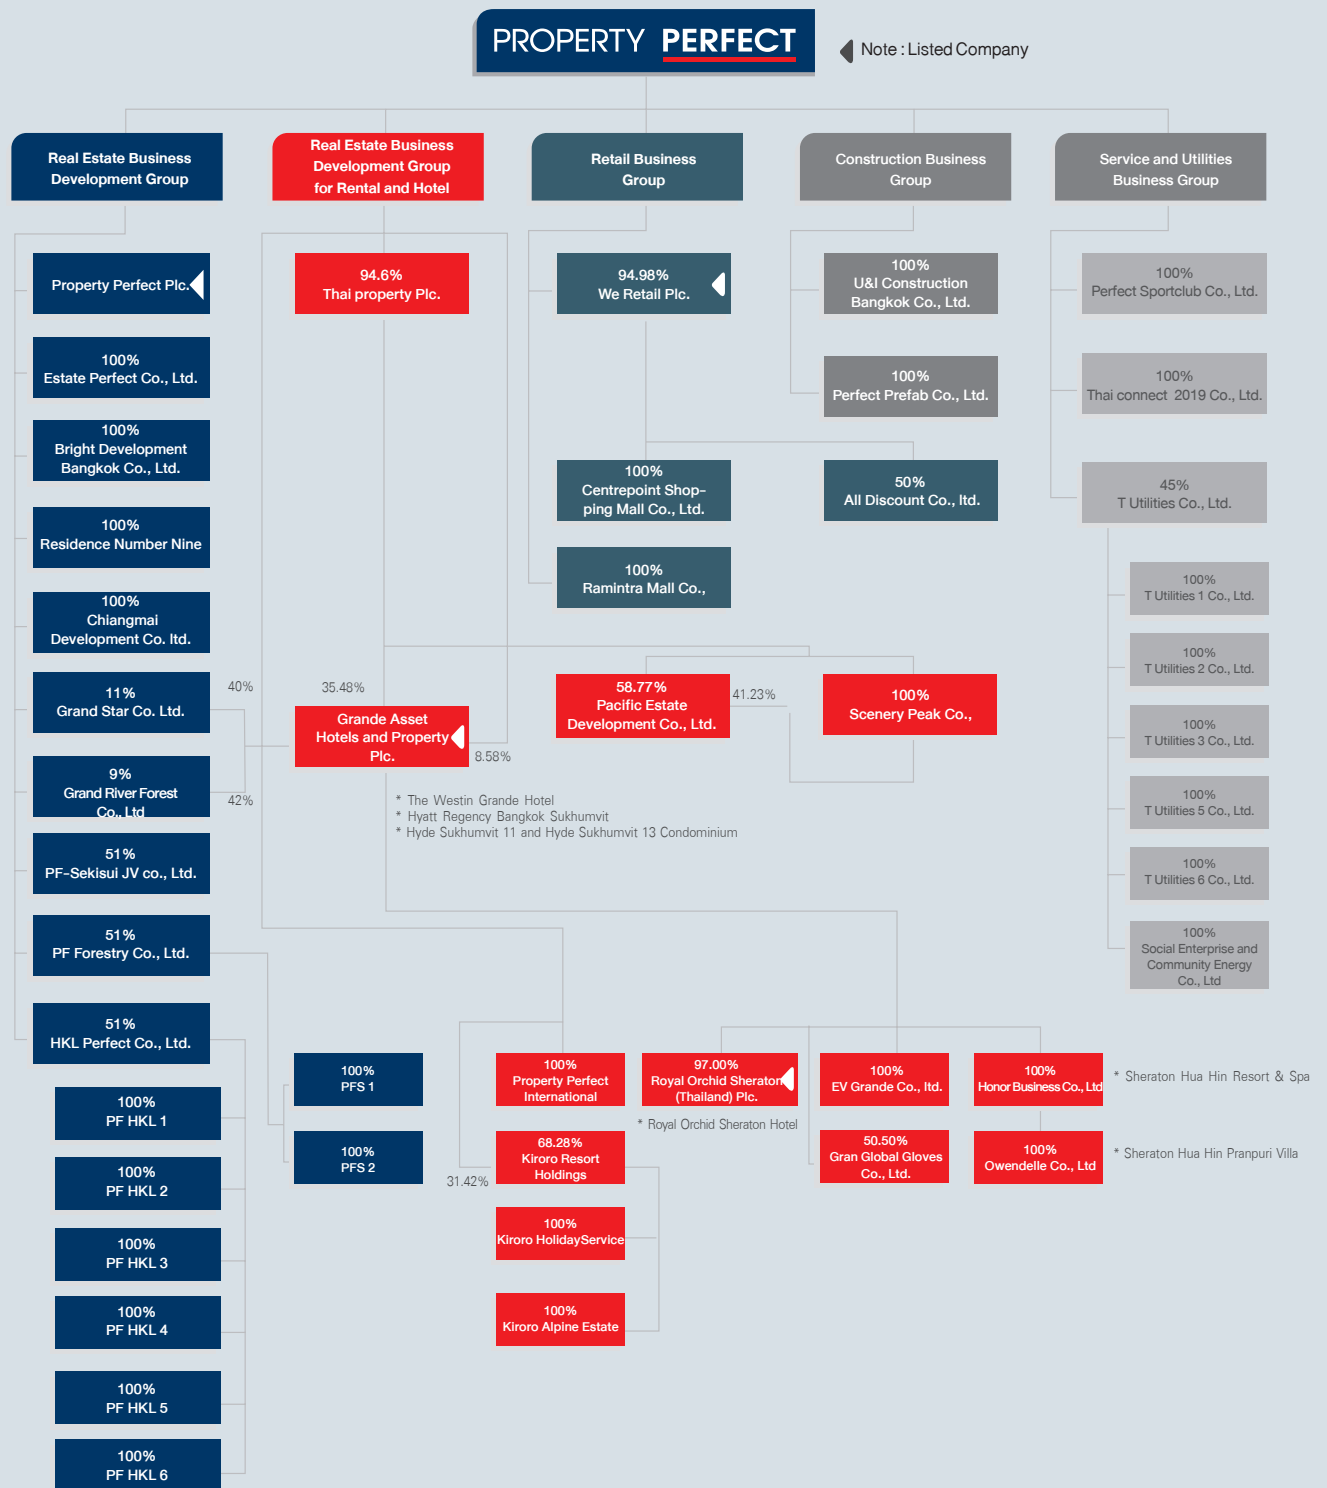 PROPERTY PERFECT
Note : Listed Company
Real Estate Business
Development Group
Real Estate Business
Development Group
for Rental and Hotel
Retail Business
Group
Construction Business
Group
Service and Utilities
Business Group
Property Perfect Plc.
100%
Estate Perfect Co., Ltd.
100%
Bright Development
Bangkok Co., Ltd.
100%
Residence Number Nine
100%
Chiangmai
Development Co. ltd.
11%
Grand Star Co. Ltd.
40%
9%
Grand River Forest
Co., Ltd
42%
51%
PF-Sekisui JV co., Ltd.
51%
PF Forestry Co., Ltd.
51%
HKL Perfect Co., Ltd.
100%
PF HKL 1
100%
PF HKL 2
100%
PF HKL 3
100%
PF HKL 4
100%
PF HKL 5
100%
PF HKL 6
100%
PFS 1
100%
PFS 2
94.6%
Thai property Plc.
35.48%
Grande Asset
Hotels and Property
Plc.
8.58%
* The Westin Grande Hotel
* Hyatt Regency Bangkok Sukhumvit
* Hyde Sukhumvit 11 and Hyde Sukhumvit 13 Condominium
94.98%
We Retail Plc.
100%
Centrepoint Shop-
ping Mall Co., Ltd.
50%
All Discount Co., ltd.
100%
Ramintra Mall Co.,
58.77%
Pacific Estate
Development Co., Ltd.
41.23%
100%
Scenery Peak Co.,
100%
U&I Construction
Bangkok Co., Ltd.
100%
Perfect Prefab Co., Ltd.
100%
Perfect Sportclub Co., Ltd.
100%
Thai connect 2019 Co., Ltd.
45%
T Utilities Co., Ltd.
100%
T Utilities 1 Co., Ltd.
100%
T Utilities 2 Co., Ltd.
100%
T Utilities 3 Co., Ltd.
100%
T Utilities 5 Co., Ltd.
100%
T Utilities 6 Co., Ltd.
100%
Social Enterprise and
Community Energy
Co., Ltd
100%
Property Perfect
International
31.42%
68.28%
Kiroro Resort
Holdings
100%
Kiroro HolidayService
100%
Kiroro Alpine Estate
97.00%
Royal Orchid Sheraton
(Thailand) Plc.
* Royal Orchid Sheraton Hotel
100%
EV Grande Co., ltd.
50.50%
Gran Global Gloves
Co., Ltd.
100%
Honor Business Co., Ltd
* Sheraton Hua Hin Resort & Spa
100%
Owendelle Co., Ltd
* Sheraton Hua Hin Pranpuri Villa